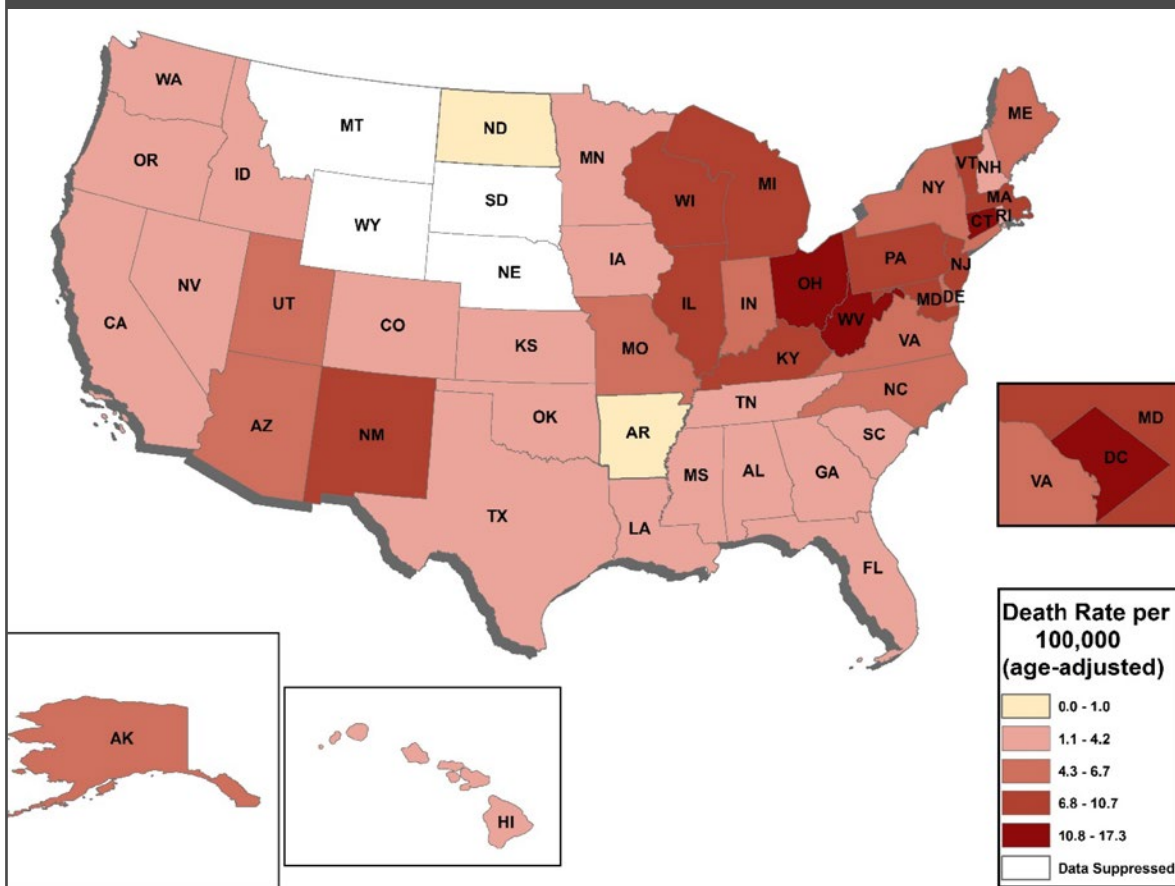 WA
MT
ND
MN
ME
OR
ID
SD
WI
MI
NY
VT
NH
MA
CT
RI
WY
NE
IA
PA
NJ
NV
UT
CO
IL
IN
OH
MD
DE
CA
KS
MO
WV
VA
KY
NC
AZ
NM
OK
AR
TN
SC
TX
LA
MS
AL
GA
FL
AK
HI
MD
DC
VA
Death Rate per
100,000
(age-adjusted)
0.0 - 1.0
1.1 - 4.2
4.3 - 6.7
6.8 - 10.7
10.8 - 17.3
Data Suppressed